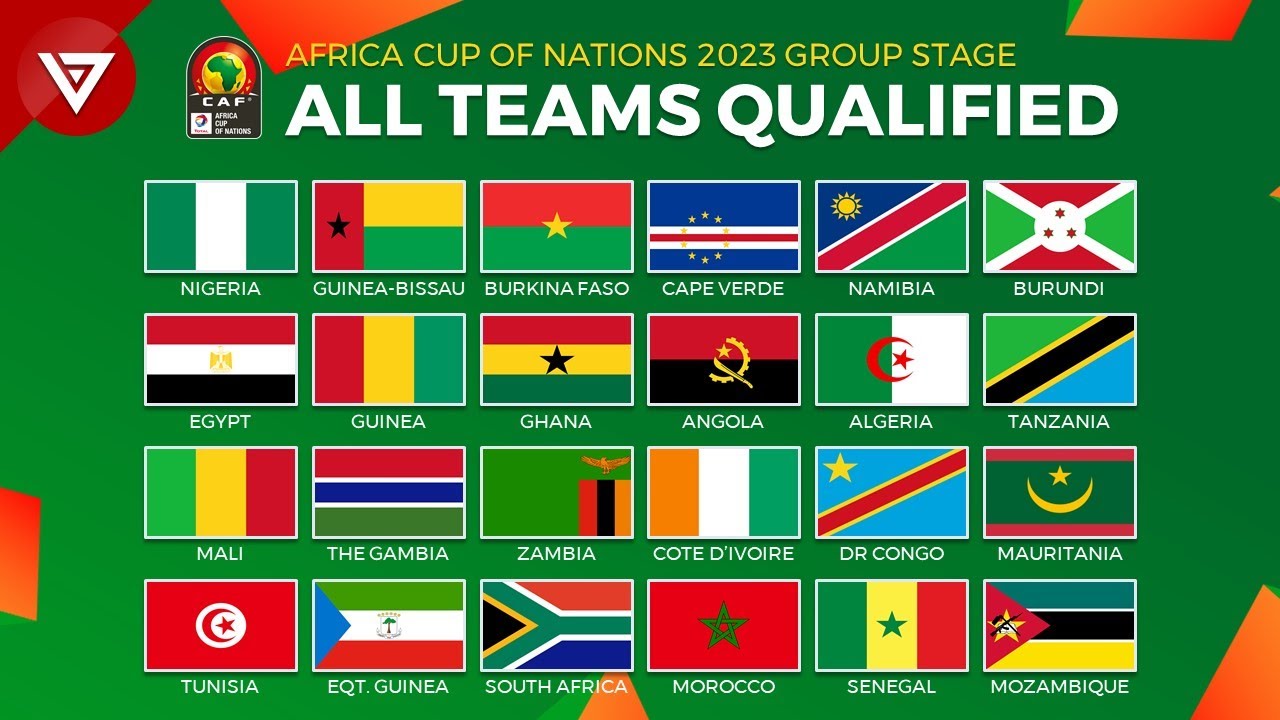 AFRICA CUP OF NATIONS 2023 GROUP STAGE
ALL TEAMS QUALIFIED
CAF
TOTAL
AFRICA
CUP
OF NATIONS
NIGERIA GUINEA-BISSAU BURKINA FASO CAPE VERDE NAMIBIA BURUNDI
EGYPT GUINEA GHANA ANGOLA ALGERIA TANZANIA
MALI THE GAMBIA ZAMBIA COTE D'IVOIRE DR CONGO MAURITANIA
TUNISIA EQT. GUINEA SOUTH AFRICA MOROCCO SENEGAL MOZAMBIQUE